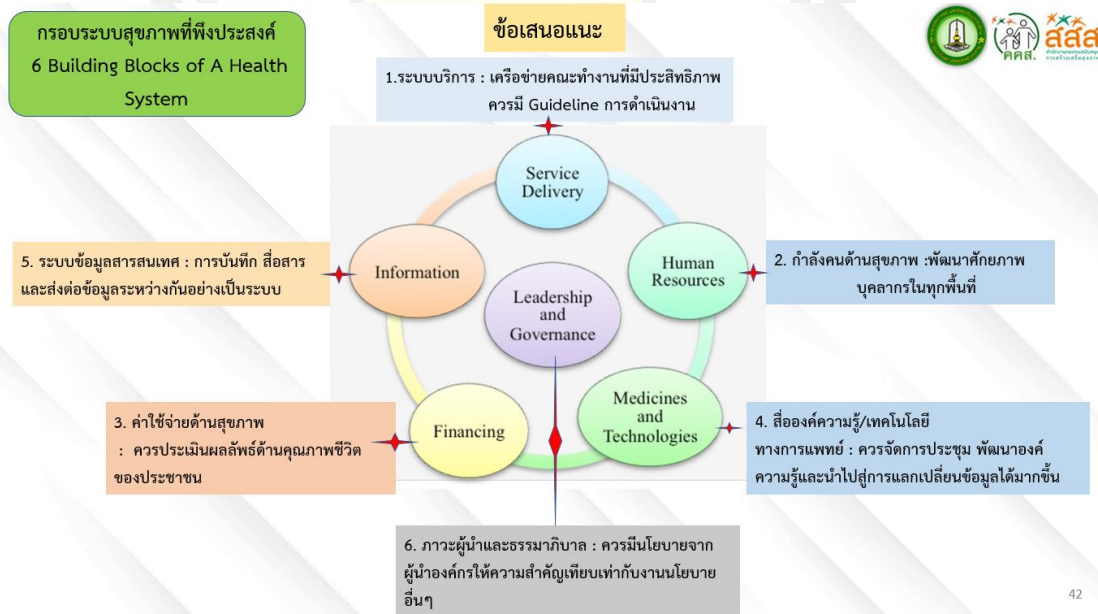 กรอบระบบสุขภาพที่พึงประสงค์
6 Building Blocks of A Health
System
ข้อเสนอแนะ
คคส.
สสส
1.ระบบบริการ : เครือข่ายคณะทำงานที่มีประสิทธิภาพ
ควรมี Guideline การดำเนินงาน
Service
Delivery
5. ระบบข้อมูลสารสนเทศ : การบันทึก สื่อสาร
และส่งต่อข้อมูลระหว่างกันอย่างเป็นระบบ
Information
Human
Resources
2. กำลังคนด้านสุขภาพ :พัฒนาศักยภาพ
บุคลากรในทุกพื้นที่
Leadership
and
Governance
3. ค่าใช้จ่ายด้านสุขภาพ
: ควรประเมินผลลัพธ์ด้านคุณภาพชีวิต
ของประชาชน
Financing
Medicines
and
Technologies
4. สื่อองค์ความรู้/เทคโนโลยี
ทางการแพทย์ : ควรจัดการประชุม พัฒนาองค์
ความรู้และนำไปสู่การแลกเปลี่ยนข้อมูลได้มากขึ้น
6. ภาวะผู้นำและธรรมาภิบาล : ควรมีนโยบายจาก
ผู้นำองค์กรให้ความสำคัญเทียบเท่ากับงานนโยบาย
อื่นๆ
42